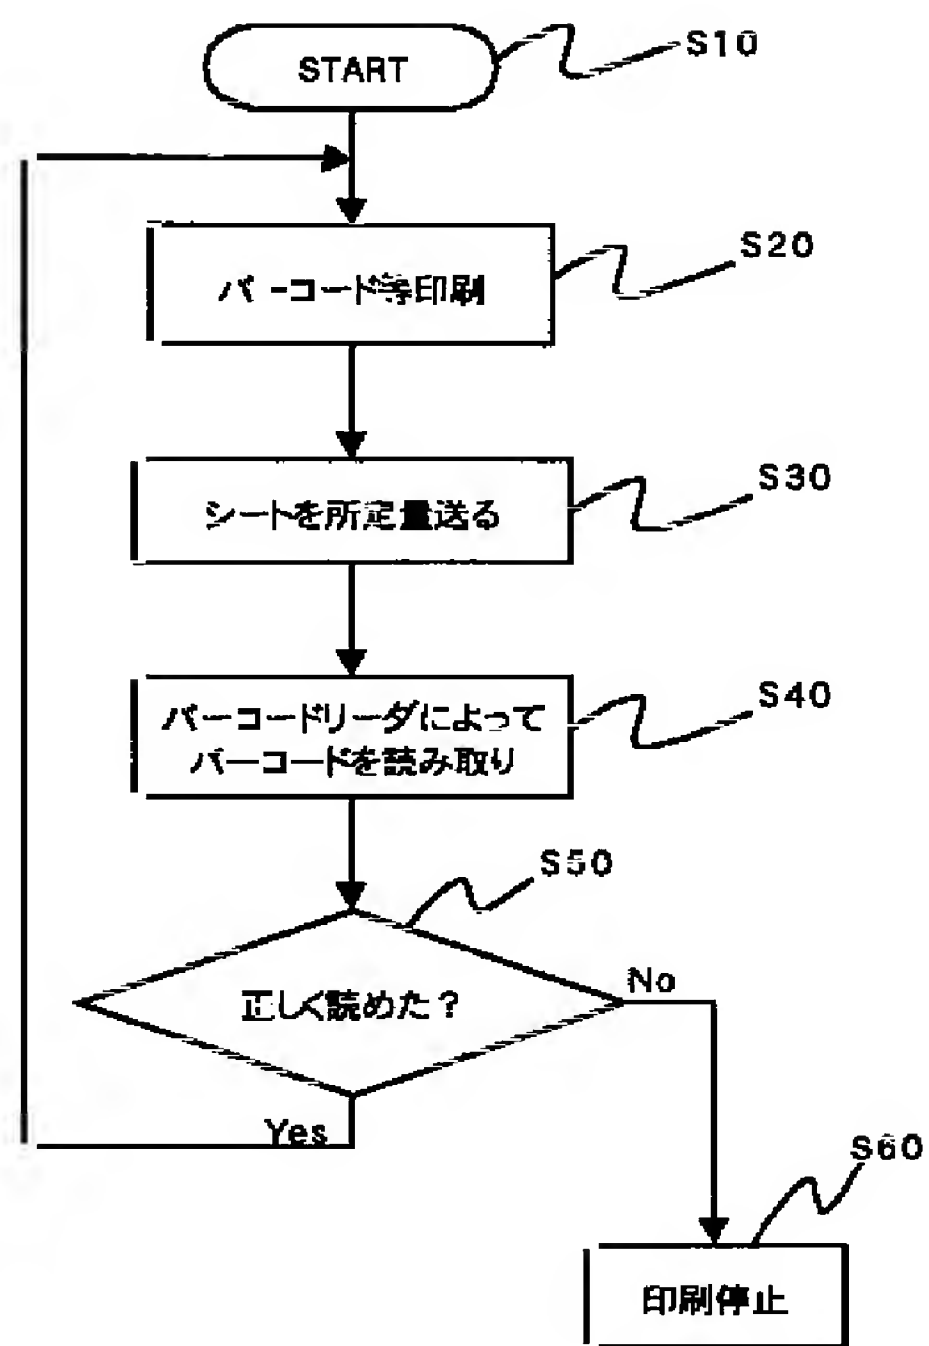 START
S10
バーコード等印刷
S20
シートを所定量送る
S30
バーコードリーダによって
バーコードを読み取り
S40
S50
正しく読めた？
No
Yes
S60
印刷停止